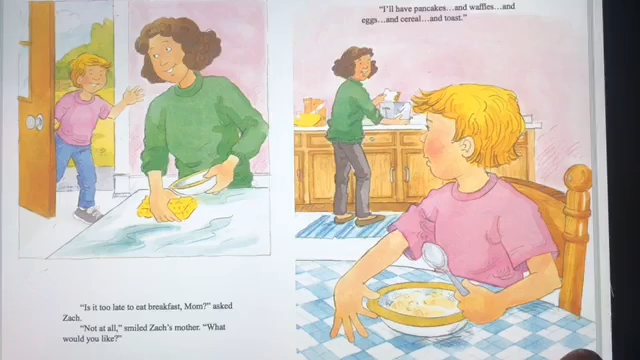 "Is it too late to eat breakfast, Mom?" asked
Zach.
"Not at all," smiled Zach's mother. "What
would you like?"
"I'll have pancakes…and waffles…and
eggs…and cereal…and toast."